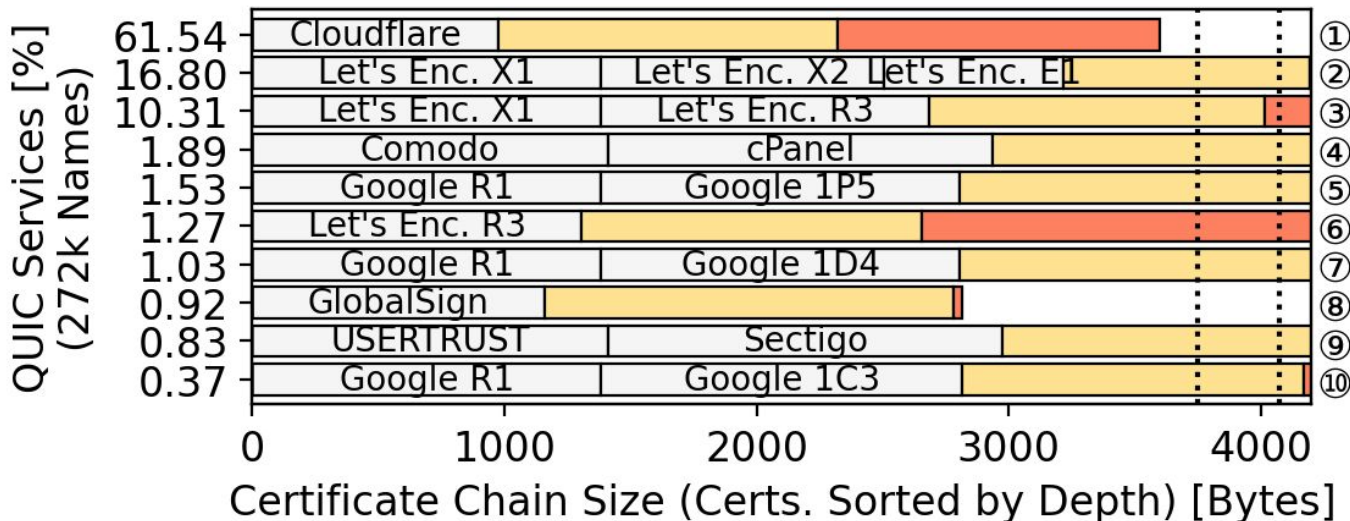 QUIC Services [%]
(272k Names)
61.54 Cloudflare ①
16.80 Let's Enc. X1 Let's Enc. X2 Let's Enc. E1 ②
10.31 Let's Enc. X1 Let's Enc. R3 ③
1.89 Comodo cPanel ④
1.53 Google R1 Google 1P5 ⑤
1.27 Let's Enc. R3 ⑥
1.03 Google R1 Google 1D4 ⑦
0.92 GlobalSign ⑧
0.83 USERTRUST Sectigo ⑨
0.37 Google R1 Google 1C3 ⑩
0 1000 2000 3000 4000
Certificate Chain Size (Certs. Sorted by Depth) [Bytes]